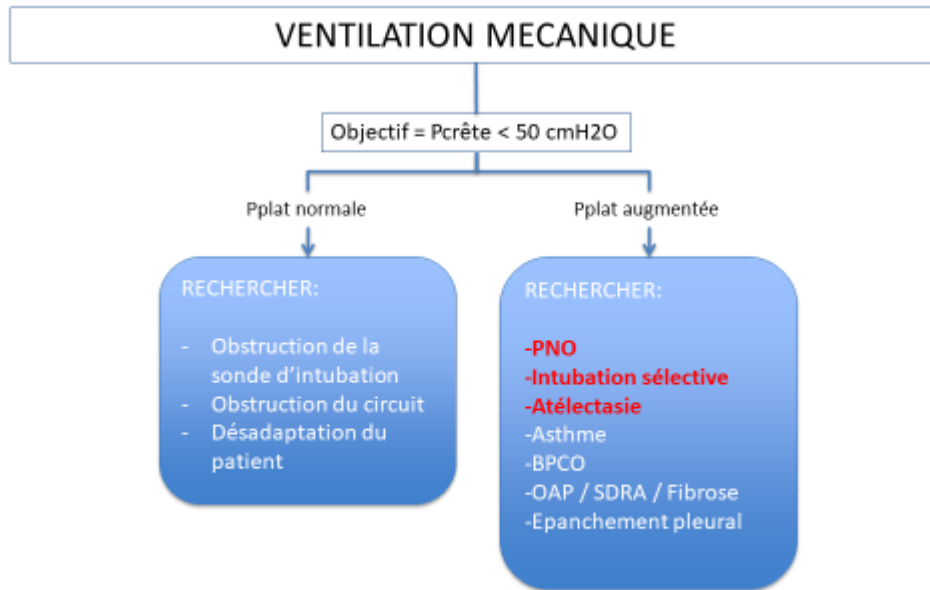 VENTILATION MECANIQUE
Objectif = Pcrête < 50 cmH2O
Pplat normale
Pplat augmentée
RECHERCHER:
- Obstruction de la
sonde d'intubation
- Obstruction du circuit
- Désadaptation du
patient
RECHERCHER:
-PNO
-Intubation sélective
-Atélectasie
-Asthme
-BPCO
-OAP / SDRA / Fibrose
-Epanchement pleural